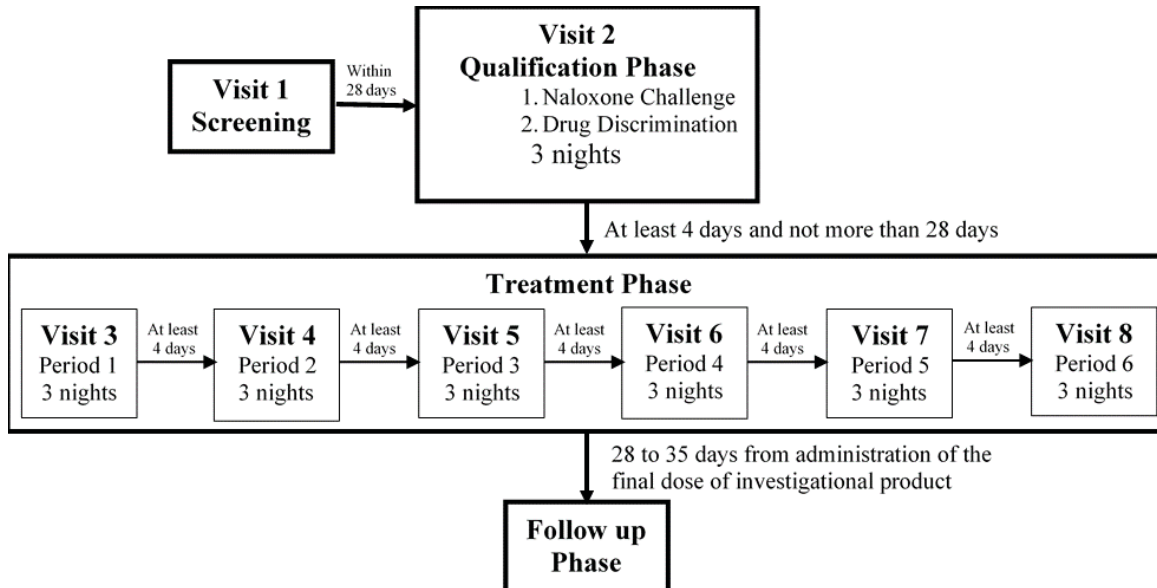 Visit 1
Screening
Within
28 days
Visit 2
Qualification Phase
1. Naloxone Challenge
2. Drug Discrimination
3 nights
At least 4 days and not more than 28 days
Treatment Phase
Visit 3
Period 1
3 nights
At least
4 days
Visit 4
Period 2
3 nights
At least
4 days
Visit 5
Period 3
3 nights
At least
4 days
Visit 6
Period 4
3 nights
At least
4 days
Visit 7
Period 5
3 nights
At least
4 days
Visit 8
Period 6
3 nights
28 to 35 days from administration of the
final dose of investigational product
Follow up
Phase